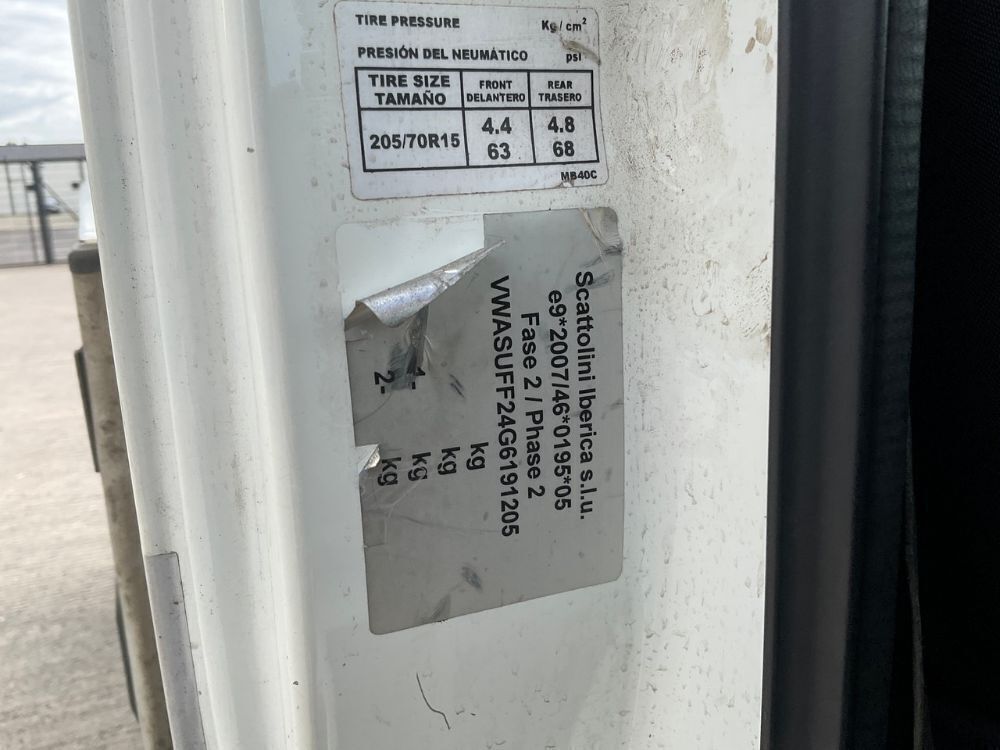 TIRE PRESSURE Kg / cm²
PRESIÓN DEL NEUMÁTICO psi
TIRE SIZE TAMAÑO FRONT DELANTERO REAR TRASERO
205/70R15 4.4 63 4.8 68
MB40C
Scattolini Iberica s.l.u.
e9*2007/46*0195*05
Fase 2 / Phase 2
VWASUFF24G6191205
kg
kg
1- kg
2- kg